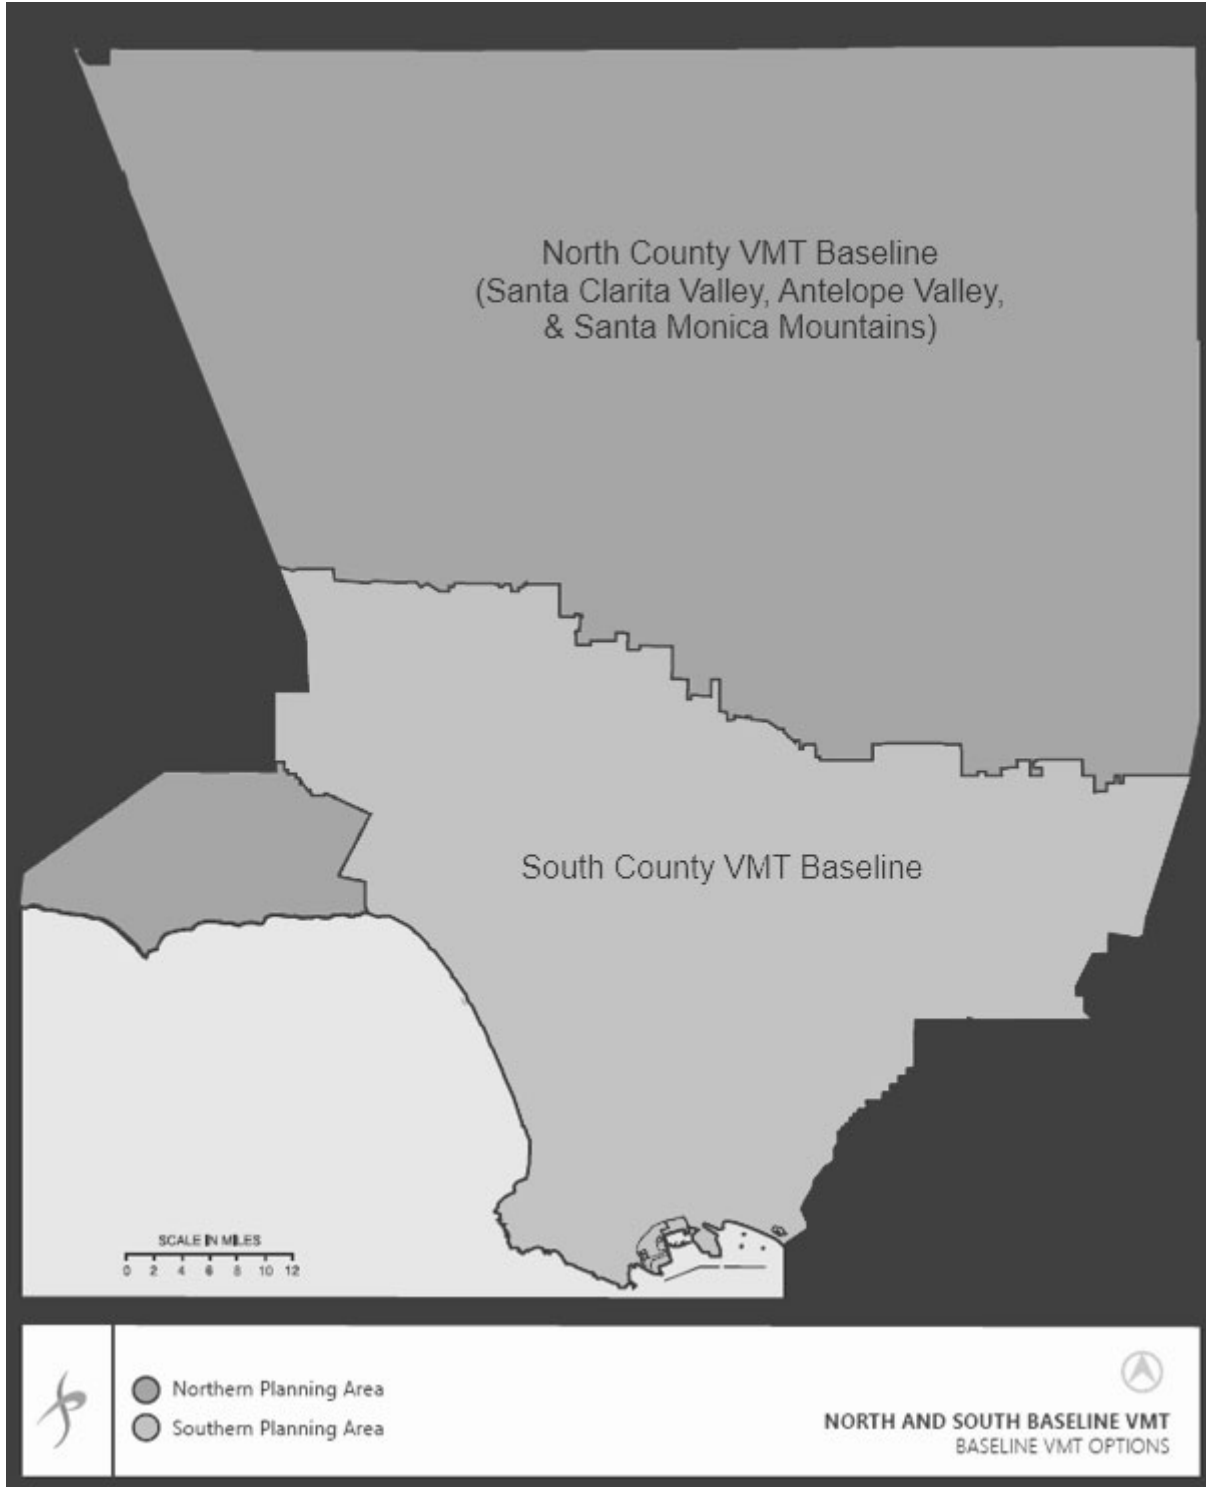 North County VMT Baseline
(Santa Clarita Valley, Antelope Valley,
& Santa Monica Mountains)
South County VMT Baseline
SCALE IN MILES
0 2 4 6 8 10 12
Northern Planning Area
Southern Planning Area
NORTH AND SOUTH BASELINE VMT
BASELINE VMT OPTIONS